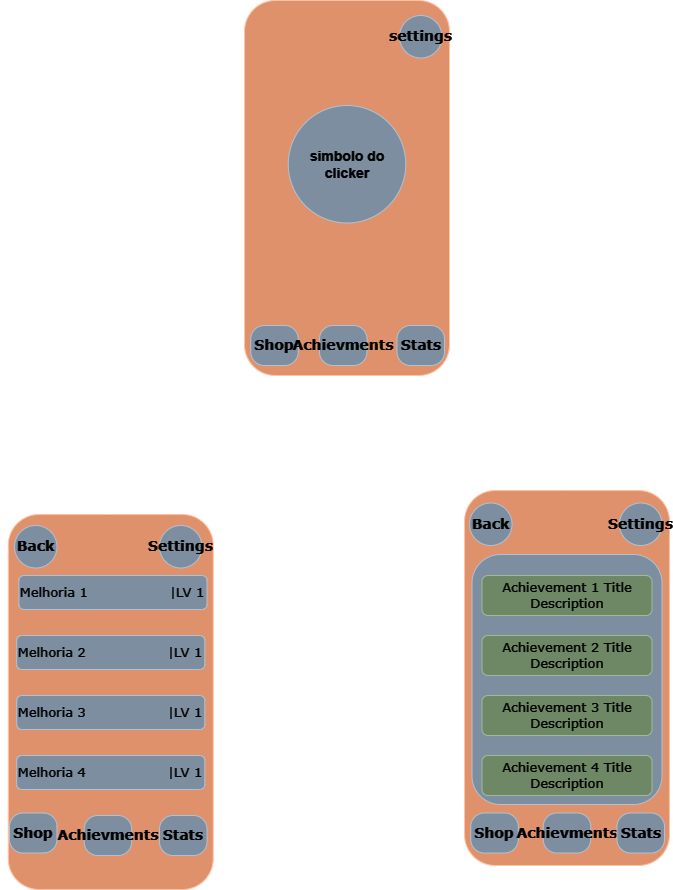 settings
símbolo do
clicker
Shop
Achievments
Stats
Back
Settings
Melhoria 1 |LV 1
Melhoria 2 |LV 1
Melhoria 3 |LV 1
Melhoria 4 |LV 1
Shop
Achievments
Stats
Back
Settings
Achievement 1 Title
Description
Achievement 2 Title
Description
Achievement 3 Title
Description
Achievement 4 Title
Description
Shop
Achievments
Stats